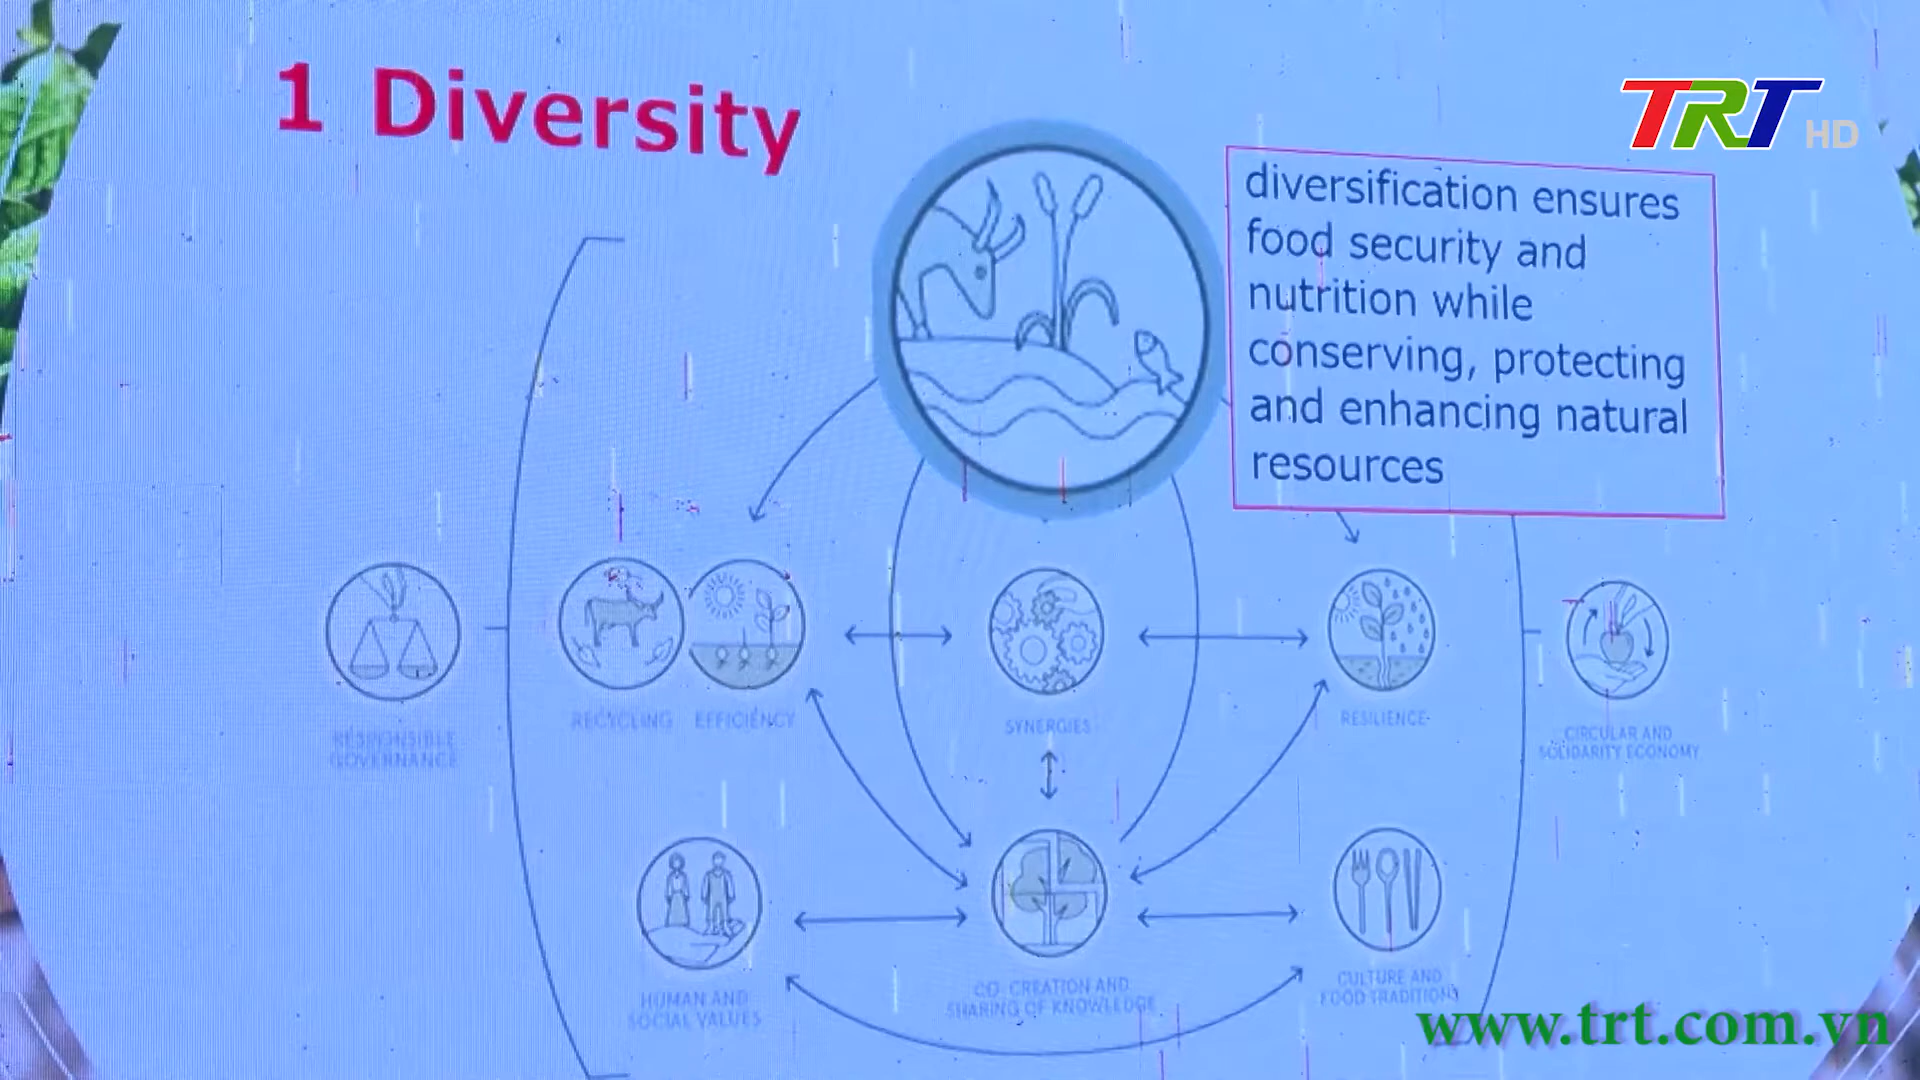 1 Diversity
TRT HD
diversification ensures
food security and
nutrition while
conserving, protecting
and enhancing natural
resources
RESPONSIBLE
GOVERNANCE
RECYCLING
EFFICIENCY
SYNERGIES
RESILIENCE
CIRCULAR AND
SOLIDARITY ECONOMY
HUMAN AND
SOCIAL VALUES
CO-CREATION AND
SHARING OF KNOWLEDGE
CULTURE AND
FOOD TRADITIONS
www.trt.com.vn